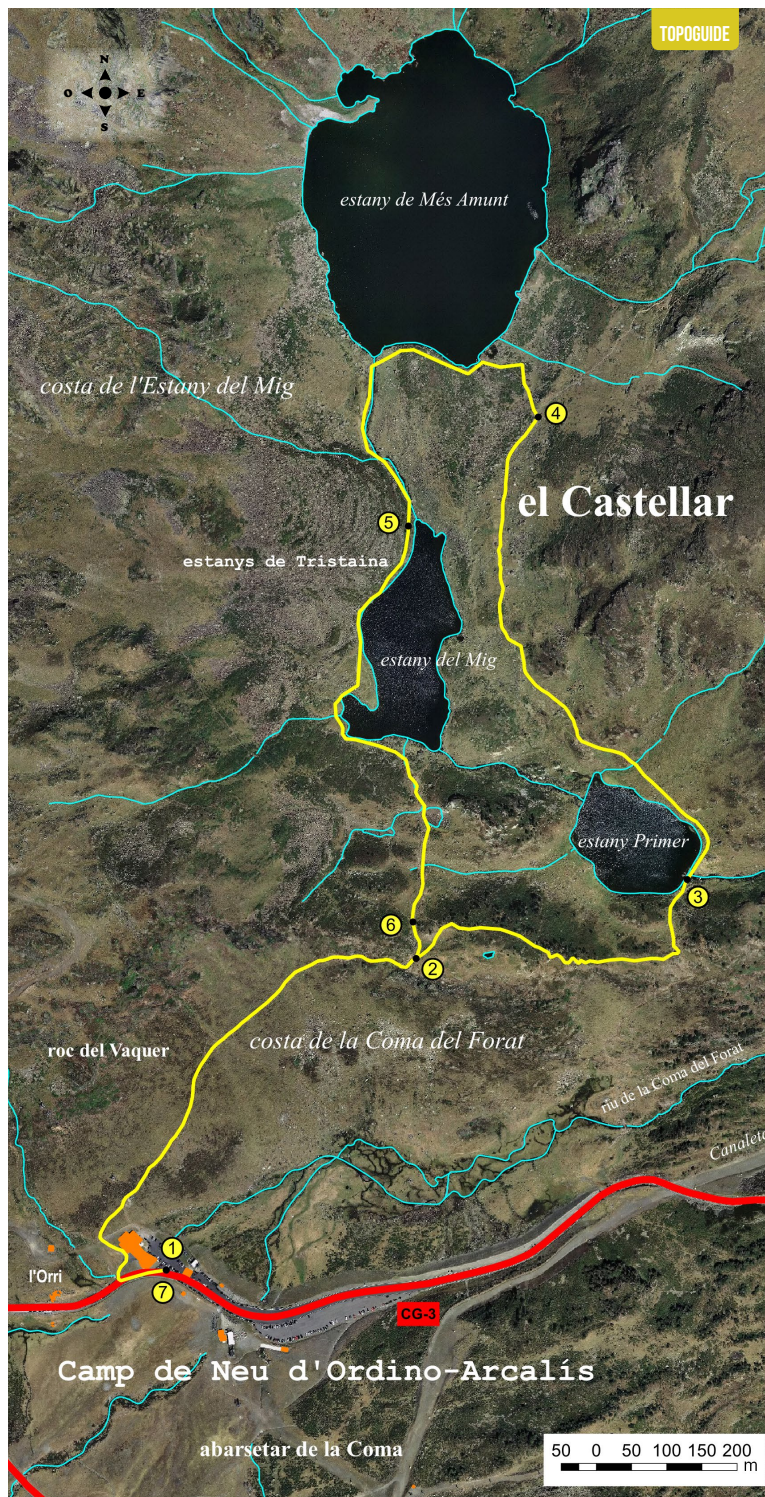 TOPOGUIDE
N
O E
S
estany de Més Amunt
costa de l'Estany del Mig
4
el Castellar
5
estanys de Tristaina
estany del Mig
estany Primer
3
6
2
costa de la Coma del Forat
roc del Vaquer
riu de la Coma del Forat
Canaleta
1
l'Orri
7
CG-3
Camp de Neu d'Ordino-Arcalís
abarsetar de la Coma
50 0 50 100 150 200
m